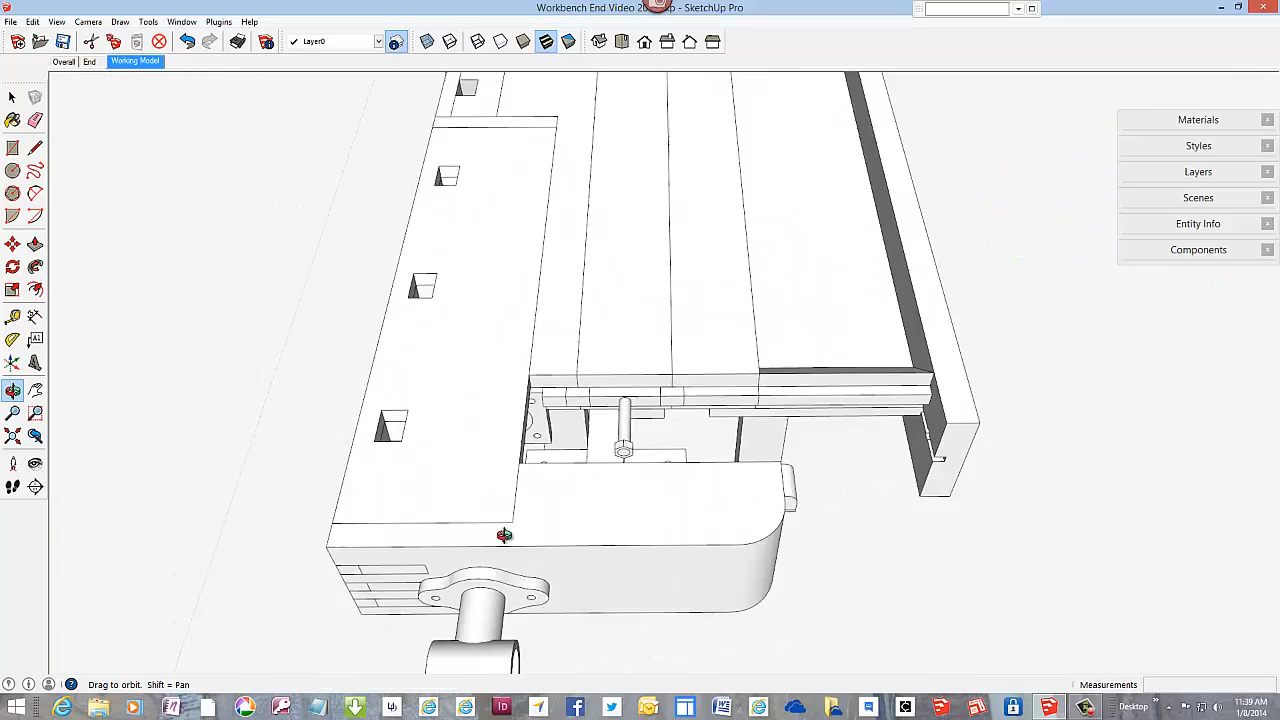 Workbench End Video 20 - SketchUp Pro
File Edit View Camera Draw Tools Window Plugins Help
Layer0
Overall End Working Model
Materials
Styles
Layers
Scenes
Entity Info
Components
Drag to orbit. Shift = Pan
Measurements
Desktop
11:39 AM
1/8/2014